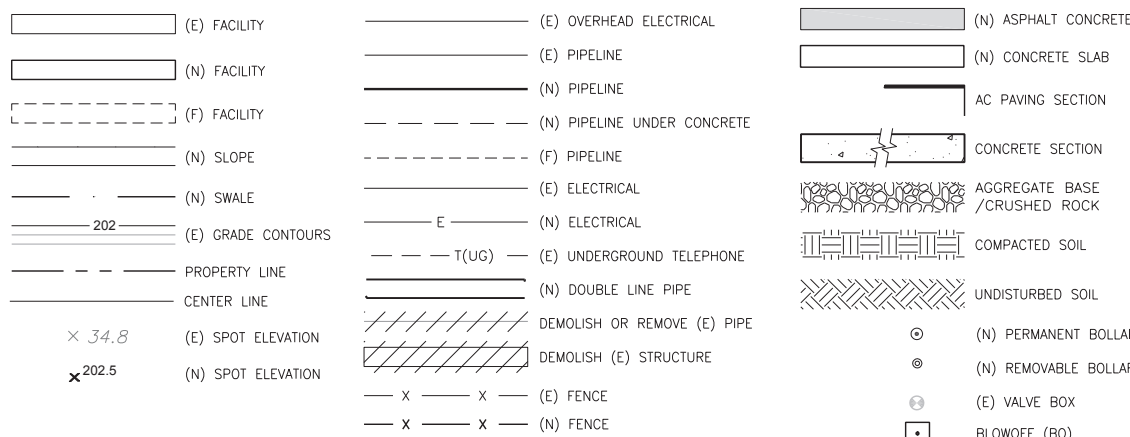 (E) FACILITY
(N) FACILITY
(F) FACILITY
(N) SLOPE
(N) SWALE
202
(E) GRADE CONTOURS
PROPERTY LINE
CENTER LINE
× 34.8
(E) SPOT ELEVATION
x 202.5
(N) SPOT ELEVATION
(E) OVERHEAD ELECTRICAL
(E) PIPELINE
(N) PIPELINE
(N) PIPELINE UNDER CONCRETE
(F) PIPELINE
(E) ELECTRICAL
E
(N) ELECTRICAL
T(UG)
(E) UNDERGROUND TELEPHONE
(N) DOUBLE LINE PIPE
DEMOLISH OR REMOVE (E) PIPE
DEMOLISH (E) STRUCTURE
X X
(E) FENCE
X X
(N) FENCE
(N) ASPHALT CONCRETE
(N) CONCRETE SLAB
AC PAVING SECTION
CONCRETE SECTION
AGGREGATE BASE
/CRUSHED ROCK
COMPACTED SOIL
UNDISTURBED SOIL
(N) PERMANENT BOLLAR
(N) REMOVABLE BOLLAR
(E) VALVE BOX
BLOWOFF (BO)